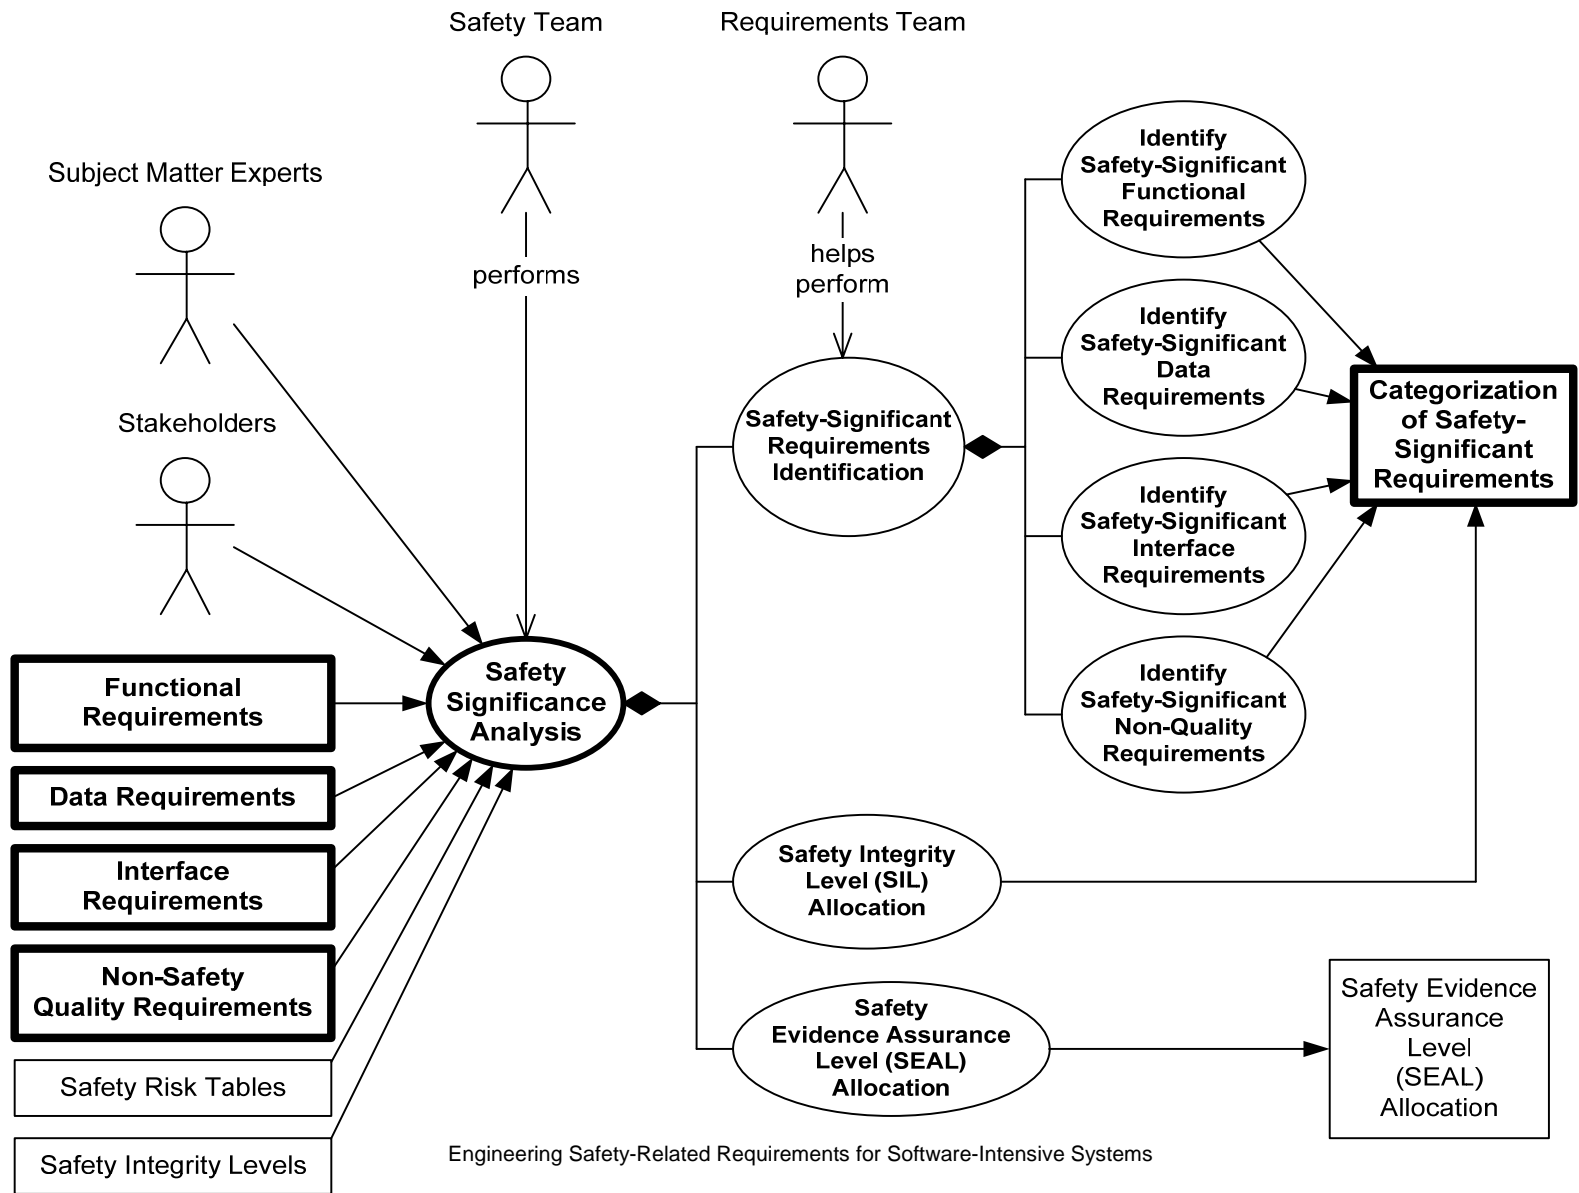 Safety Team
Requirements Team
Subject Matter Experts
performs
helps
perform
Stakeholders
Functional
Requirements
Data Requirements
Interface
Requirements
Non-Safety
Quality Requirements
Safety Risk Tables
Safety Integrity Levels
Safety
Significance
Analysis
Safety-Significant
Requirements
Identification
Safety Integrity
Level (SIL)
Allocation
Safety
Evidence Assurance
Level (SEAL)
Allocation
Identify
Safety-Significant
Functional
Requirements
Identify
Safety-Significant
Data
Requirements
Identify
Safety-Significant
Interface
Requirements
Identify
Safety-Significant
Non-Quality
Requirements
Categorization
of Safety-
Significant
Requirements
Safety Evidence
Assurance
Level
(SEAL)
Allocation
Engineering Safety-Related Requirements for Software-Intensive Systems